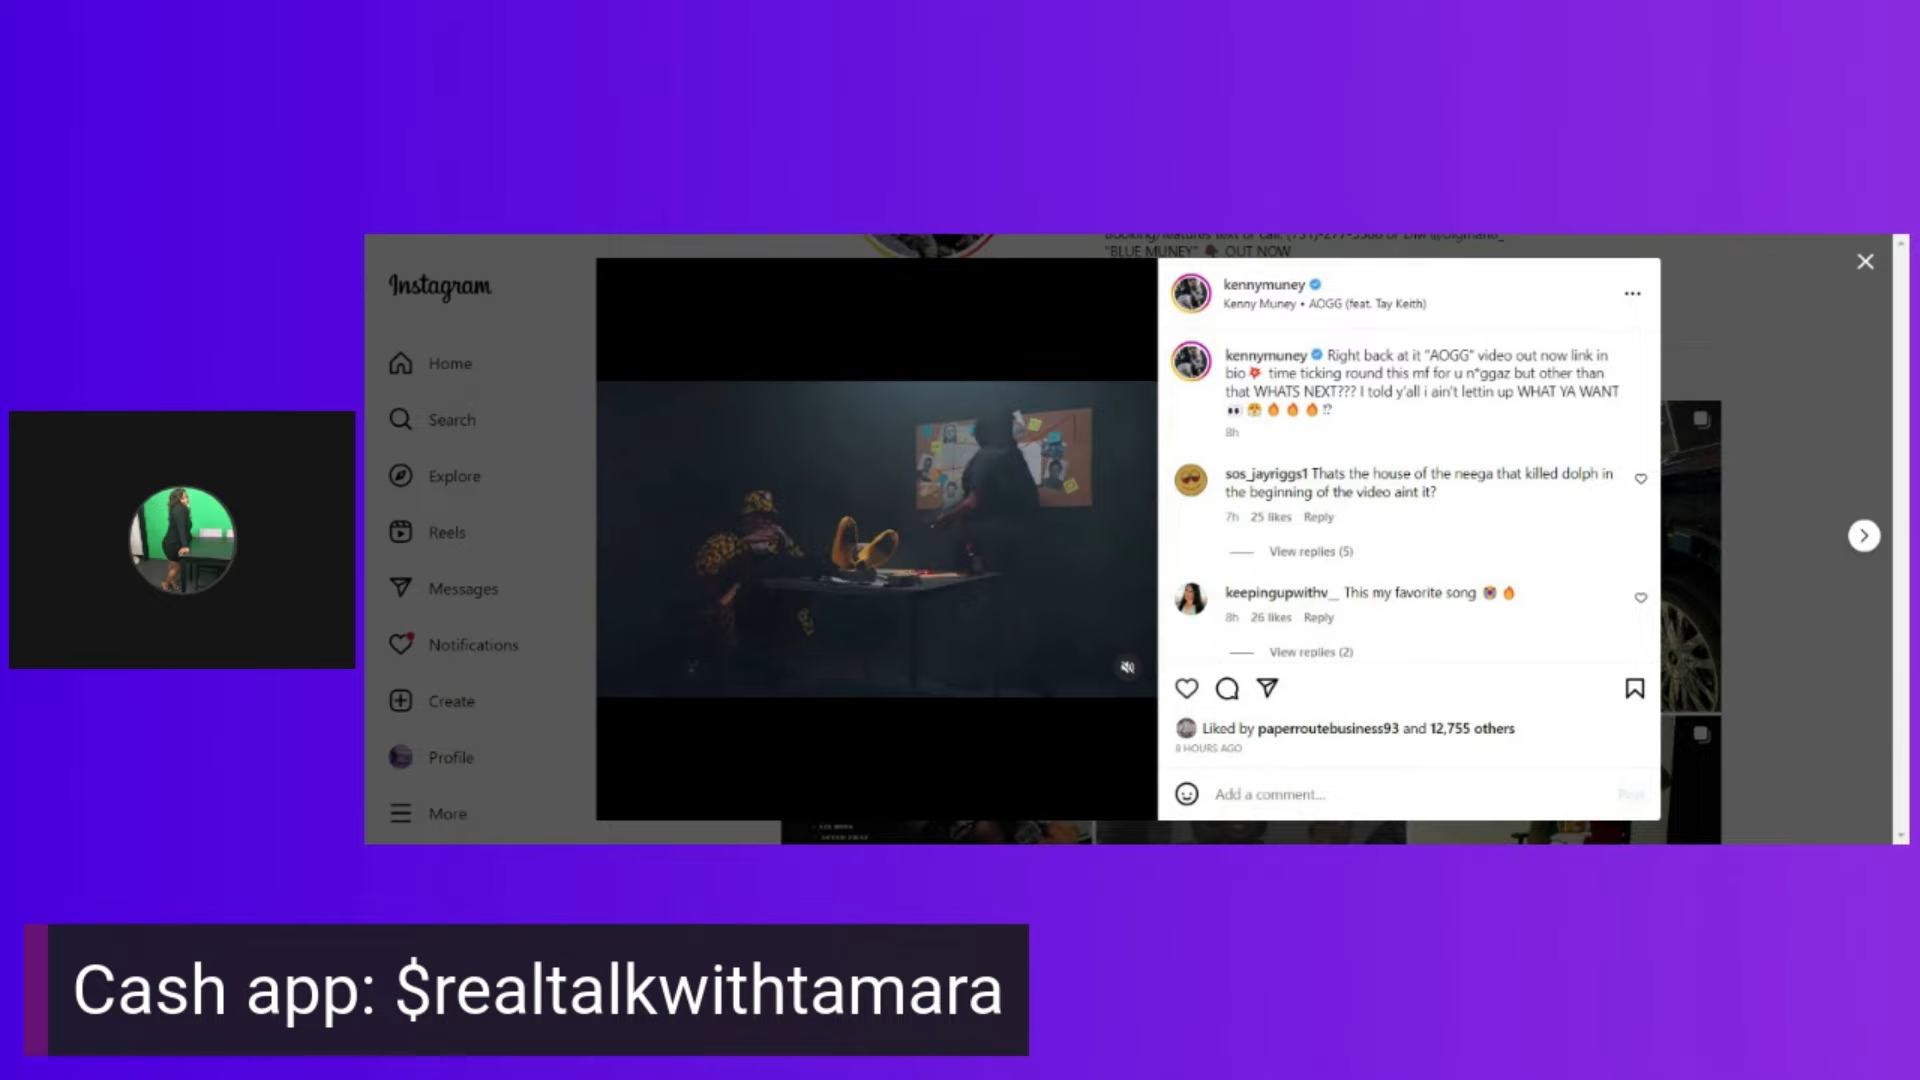 "BLUE MUNEY" OUT NOW
Instagram
Home
Search
Explore
Reels
Messages
Notifications
Create
Profile
More
kennymuney
Kenny Muney • AOGG (feat. Tay Keith)
kennymuney Right back at it "AOGG" video out now link in
bio💥 time ticking round this mf for u n*ggaz but other than
that WHATS NEXT??? I told y'all i ain't lettin up WHAT YA WANT
👀 😤 🔥 🔥 🔥 ⁉
8h
sos_jayriggs1 Thats the house of the neega that killed dolph in
the beginning of the video aint it?
7h 25 likes Reply
View replies (5)
keepingupwithv__ This my favorite song 🔥
8h 26 likes Reply
View replies (2)
Liked by paperroutebusiness93 and 12,755 others
8 HOURS AGO
Add a comment...
Post
Cash app: $realtalkwithtamara